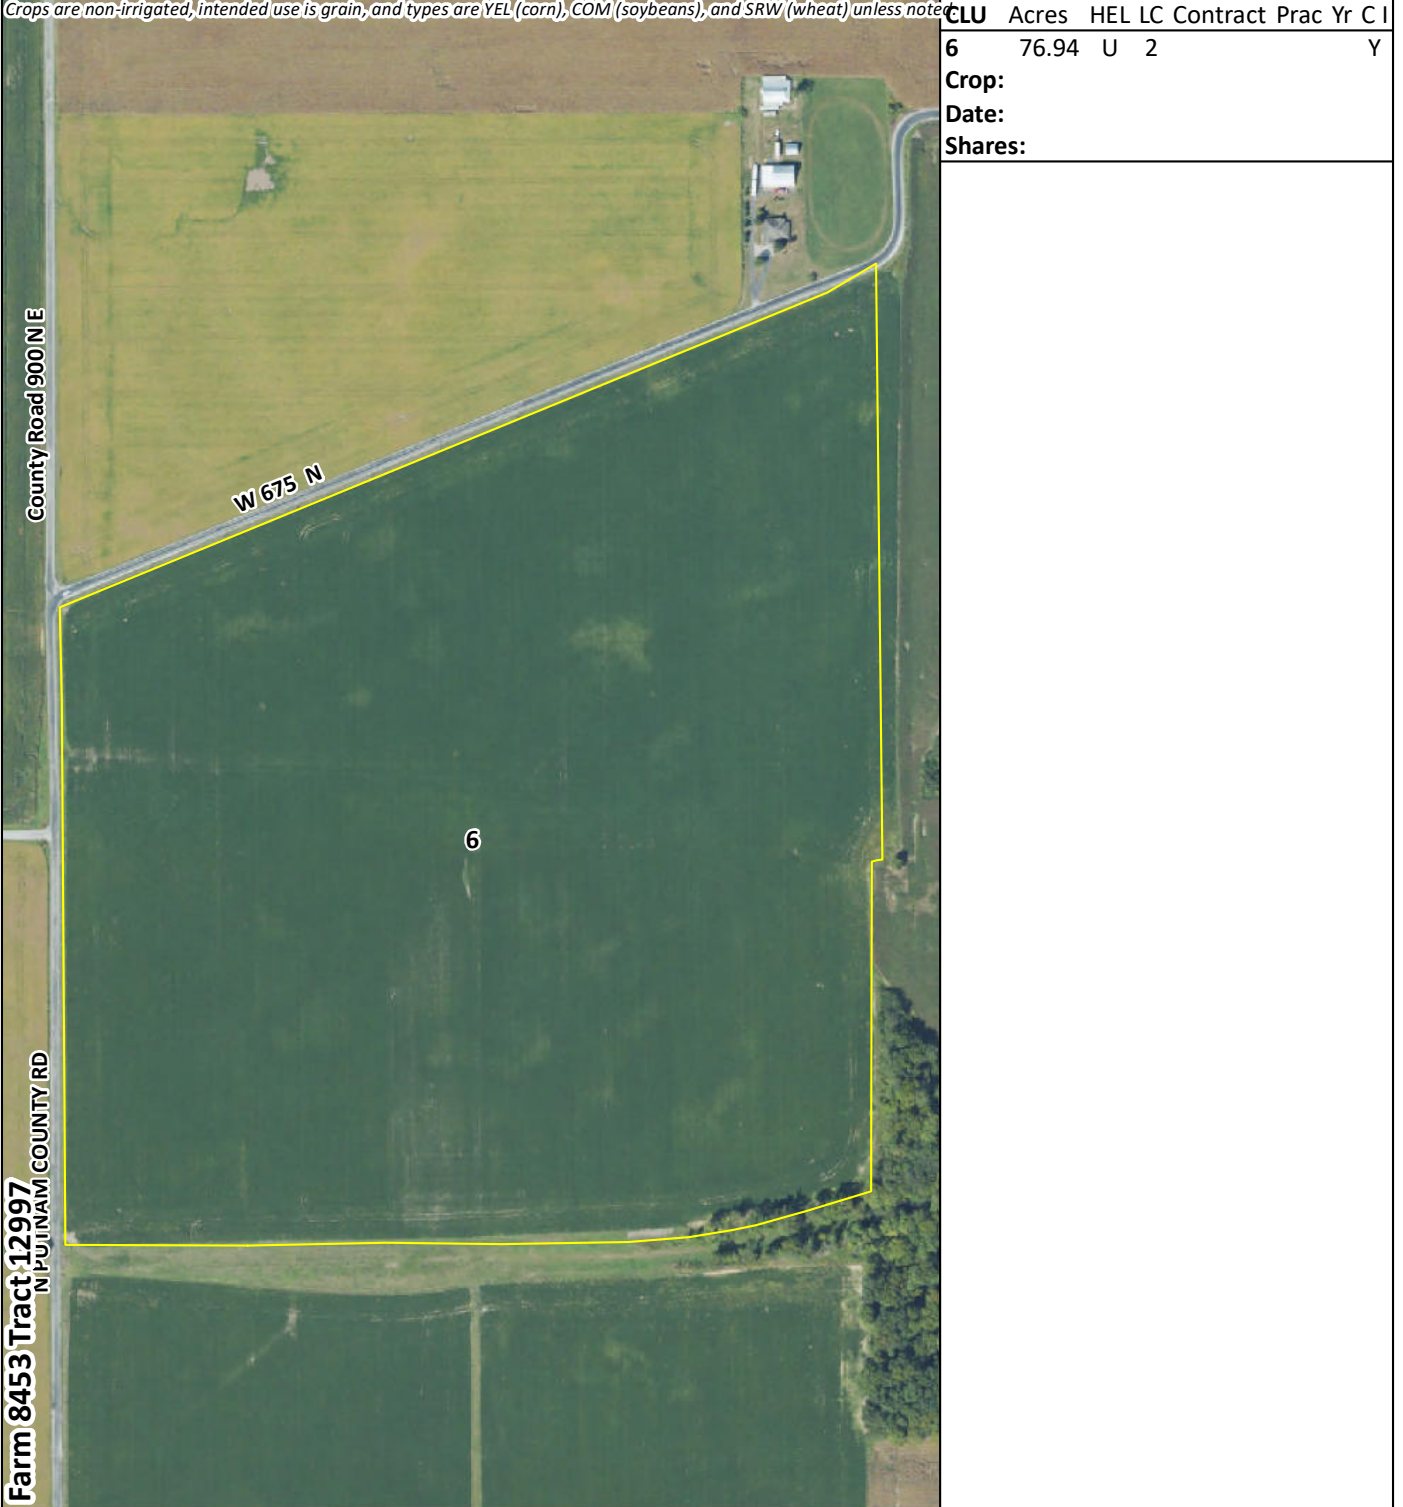 Crops are non-irrigated, intended use is grain, and types are YEL (corn), COM (soybeans), and SRW (wheat) unless noted
CLU Acres HEL LC Contract Prac Yr C I
6 76.94 U 2 Y
Crop:
Date:
Shares:
County Road 900 N E
W 675 N
6
N PUTNAM COUNTY RD
Farm 8453 Tract 12997